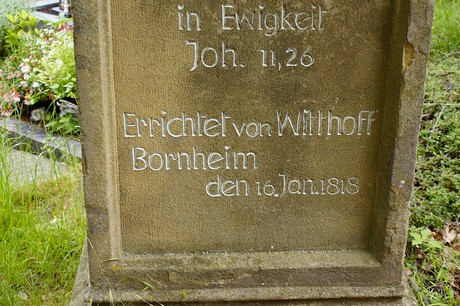 in Ewigkeit
Joh. 11,26
Errichtet von Witthoff
Bornheim
den 16.Jan.1818